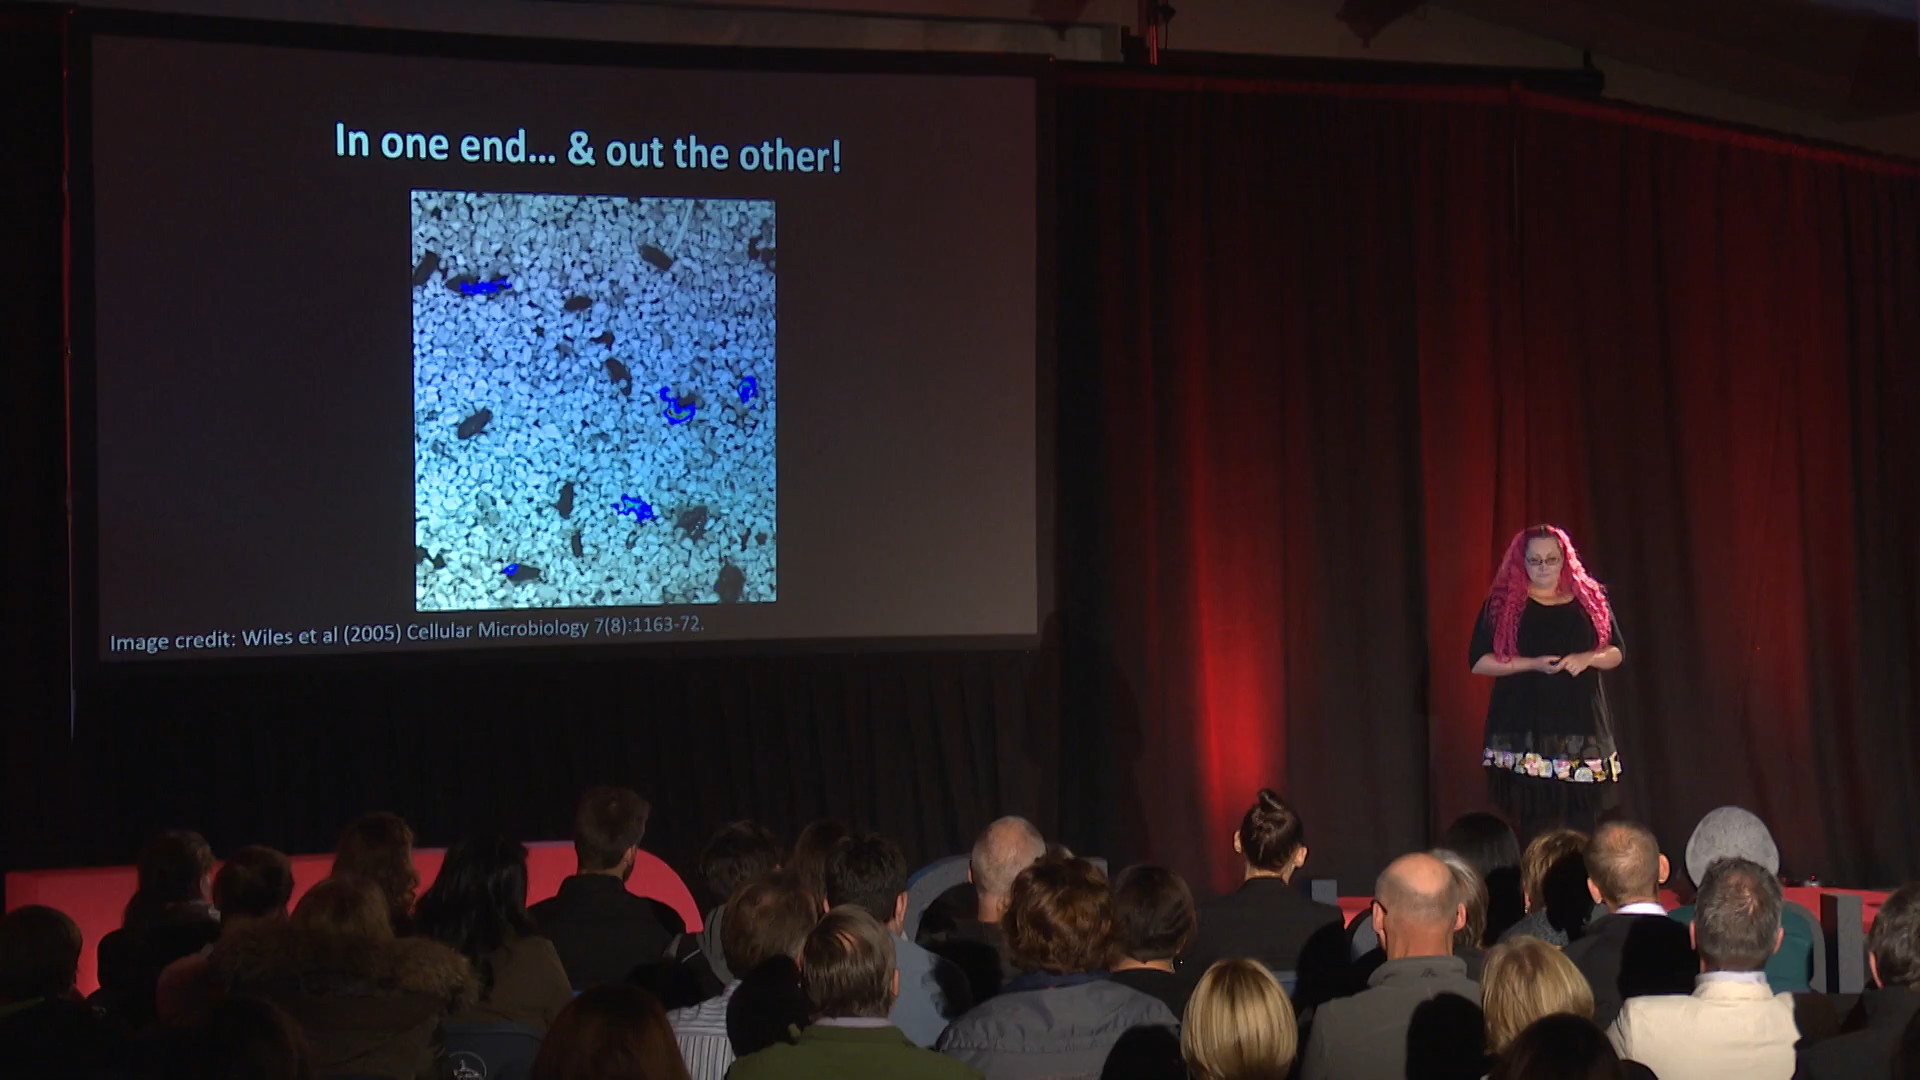 In one end... & out the other!
Image credit: Wiles et al (2005) Cellular Microbiology 7(8):1163-72.